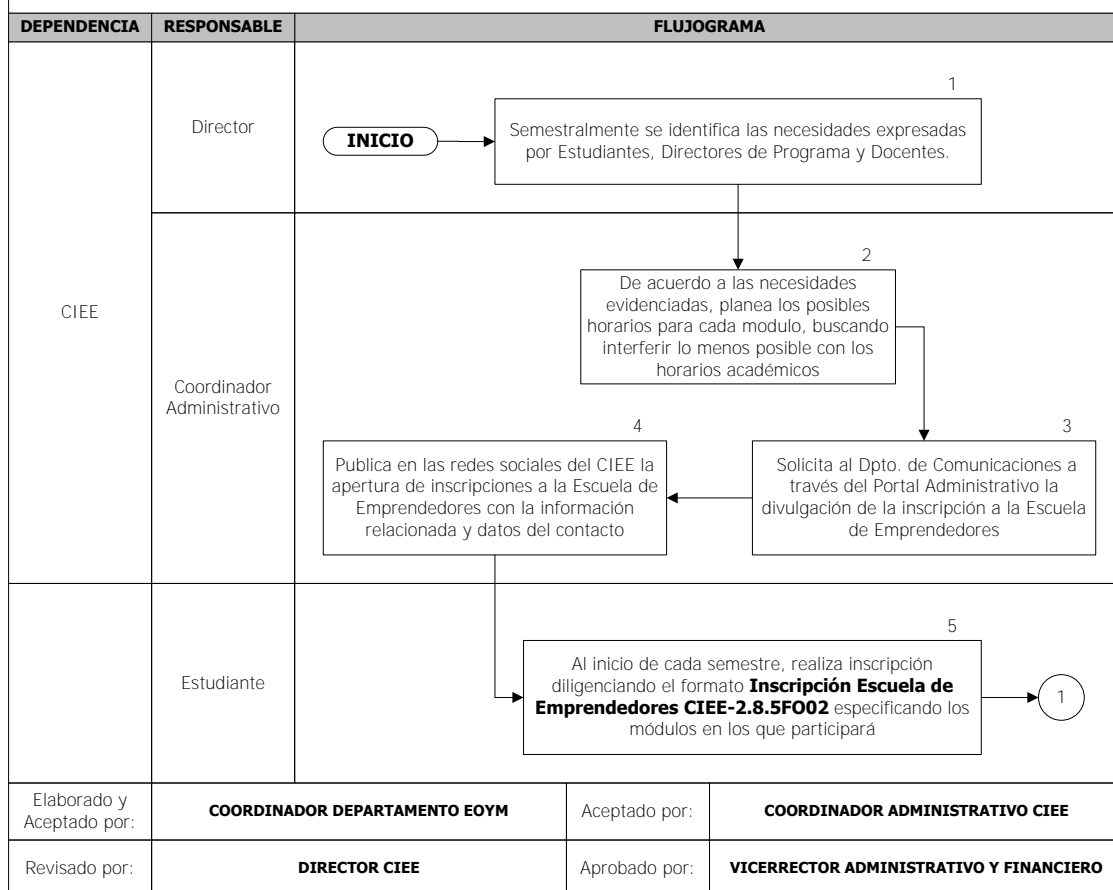 DEPENDENCIA RESPONSABLE FLUJOGRAMA
CIEE
Director
INICIO
1
Semestralmente se identifica las necesidades expresadas
por Estudiantes, Directores de Programa y Docentes.
Coordinador
Administrativo
2
De acuerdo a las necesidades
evidenciadas, planea los posibles
horarios para cada modulo, buscando
interferir lo menos posible con los
horarios académicos
3
Solicita al Dpto. de Comunicaciones a
través del Portal Administrativo la
divulgación de la inscripción a la Escuela
de Emprendedores
4
Publica en las redes sociales del CIEE la
apertura de inscripciones a la Escuela de
Emprendedores con la información
relacionada y datos del contacto
Estudiante
5
Al inicio de cada semestre, realiza inscripción
diligenciando el formato Inscripción Escuela de
Emprendedores CIEE-2.8.5FO02 especificando los
módulos en los que participará
1
Elaborado y
Aceptado por:
COORDINADOR DEPARTAMENTO EOYM
Aceptado por:
COORDINADOR ADMINISTRATIVO CIEE
Revisado por:
DIRECTOR CIEE
Aprobado por:
VICERRECTOR ADMINISTRATIVO Y FINANCIERO